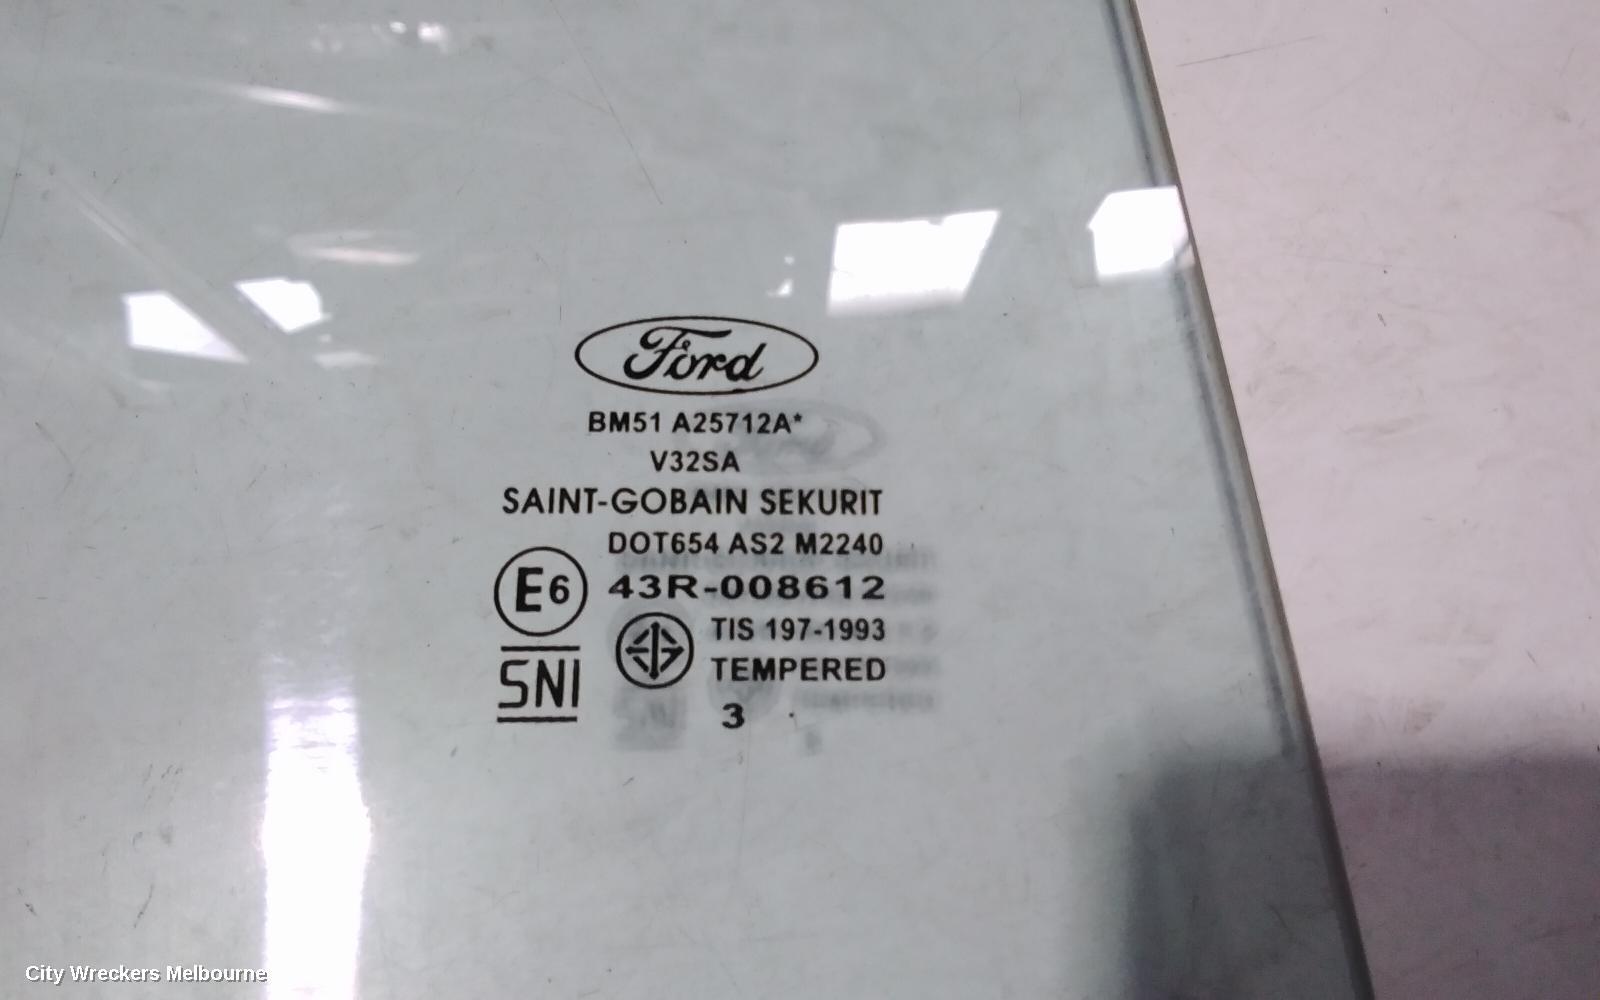 Ford
BM51 A25712A*
V32SA
SAINT-GOBAIN SEKURIT
DOT654 AS2 M2240
E6 43R-008612
TIS 197-1993
SNI TEMPERED
3
City Wreckers Melbourne